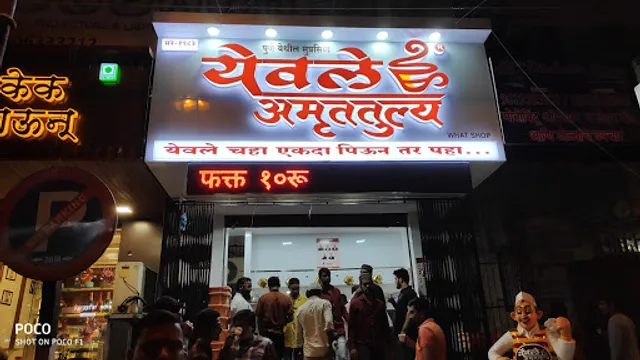 पुणे येथील सुप्रसिद्ध
येवले
अमृततुल्य
WHAT SHOP
येवले चहा एकदा पिऊन तर पहा...
फक्त १०रू
केक
POCO
SHOT ON POCO F1